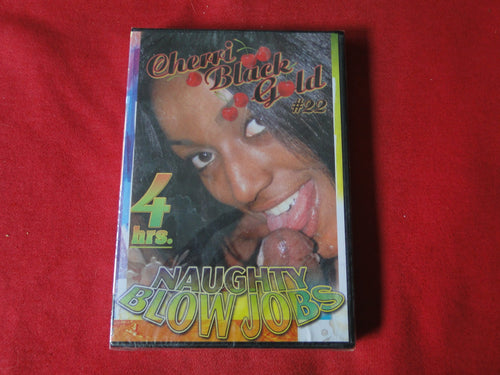 Cherri
Black
Gold
#22
4
hrs.
NAUGHTY
BLOW JOBS